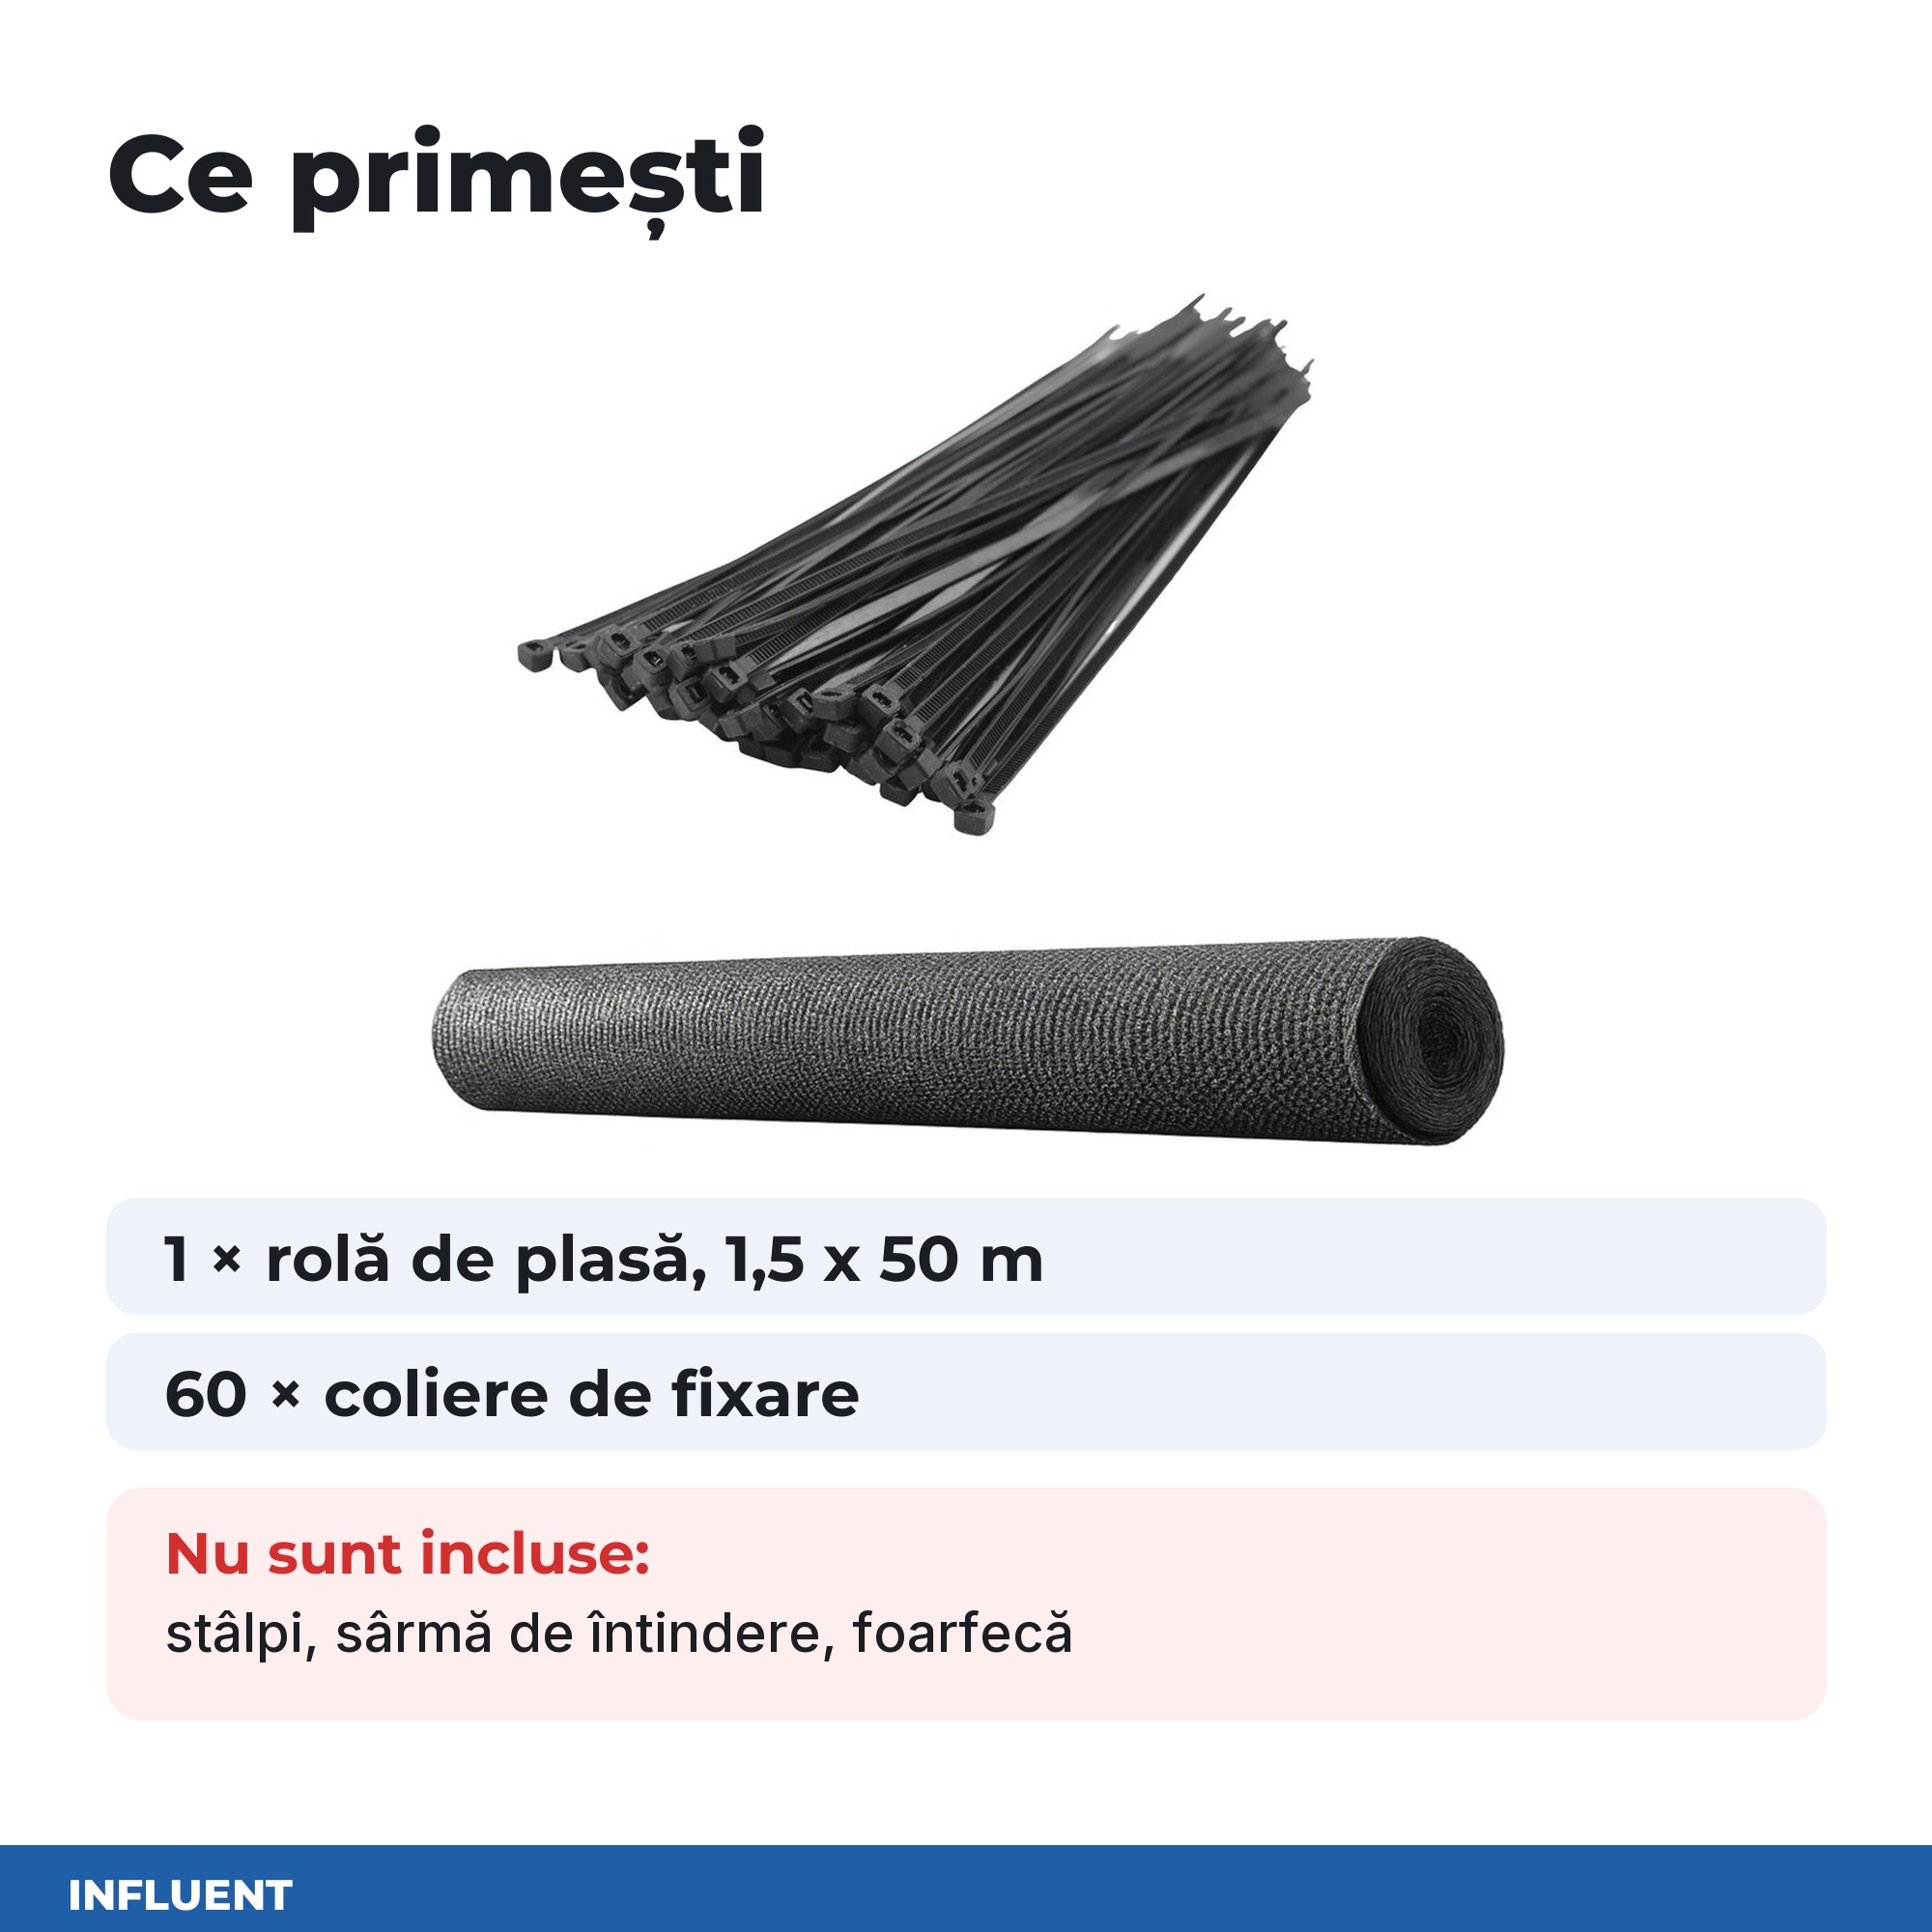 Ce primești
1 × rolă de plasă, 1,5 x 50 m
60 × coliere de fixare
Nu sunt incluse:
stâlpi, sârmă de întindere, foarfecă
INFLUENT